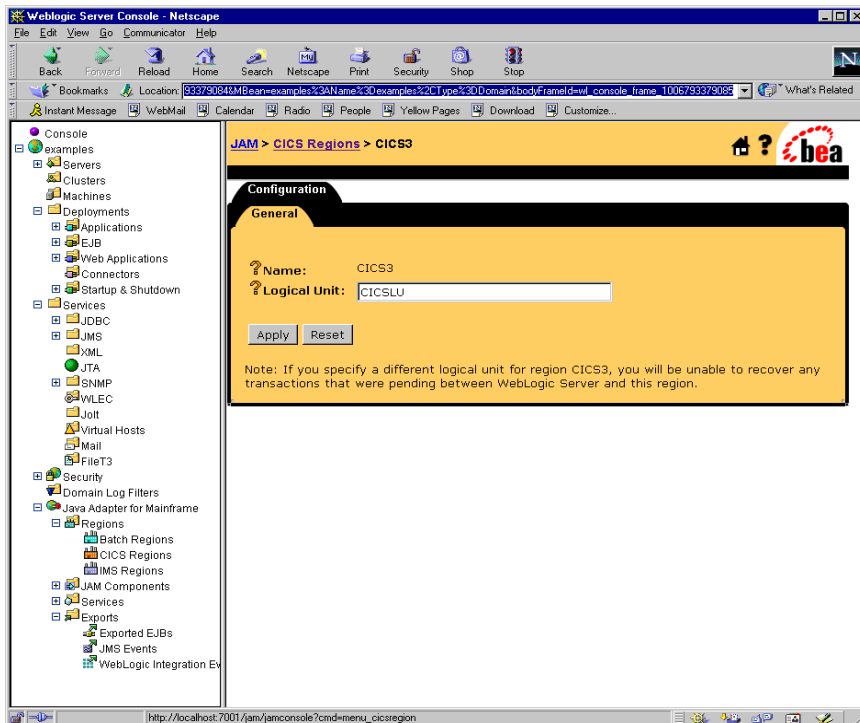 Weblogic Server Console - Netscape
File Edit View Go Communicator Help
Back Forward Reload Home Search Netscape Print Security Shop Stop
N
Bookmarks Location: 93379084&MBean=examples%3AName%3Dexamples%2CType%3DDomain&bodyFrameId=wl_console_frame_1006793379085 What's Related
Instant Message WebMail Calendar Radio People Yellow Pages Download Customize...
Console
examples
Servers
Clusters
Machines
Deployments
Applications
EJB
Web Applications
Connectors
Startup & Shutdown
Services
JDBC
JMS
XML
JTA
SNMP
WLEC
Jolt
Virtual Hosts
Mail
FileT3
Security
Domain Log Filters
Java Adapter for Mainframe
Regions
Batch Regions
CICS Regions
IMS Regions
JAM Components
Services
Exports
Exported EJBs
JMS Events
WebLogic Integration Ev
JAM > CICS Regions > CICS3
? bea
Configuration
General
? Name: CICS3
? Logical Unit: CICSLU
Apply Reset
Note: If you specify a different logical unit for region CICS3, you will be unable to recover any
transactions that were pending between WebLogic Server and this region.
http://localhost:7001/jam/jamconsole?cmd=menu_cicsregion